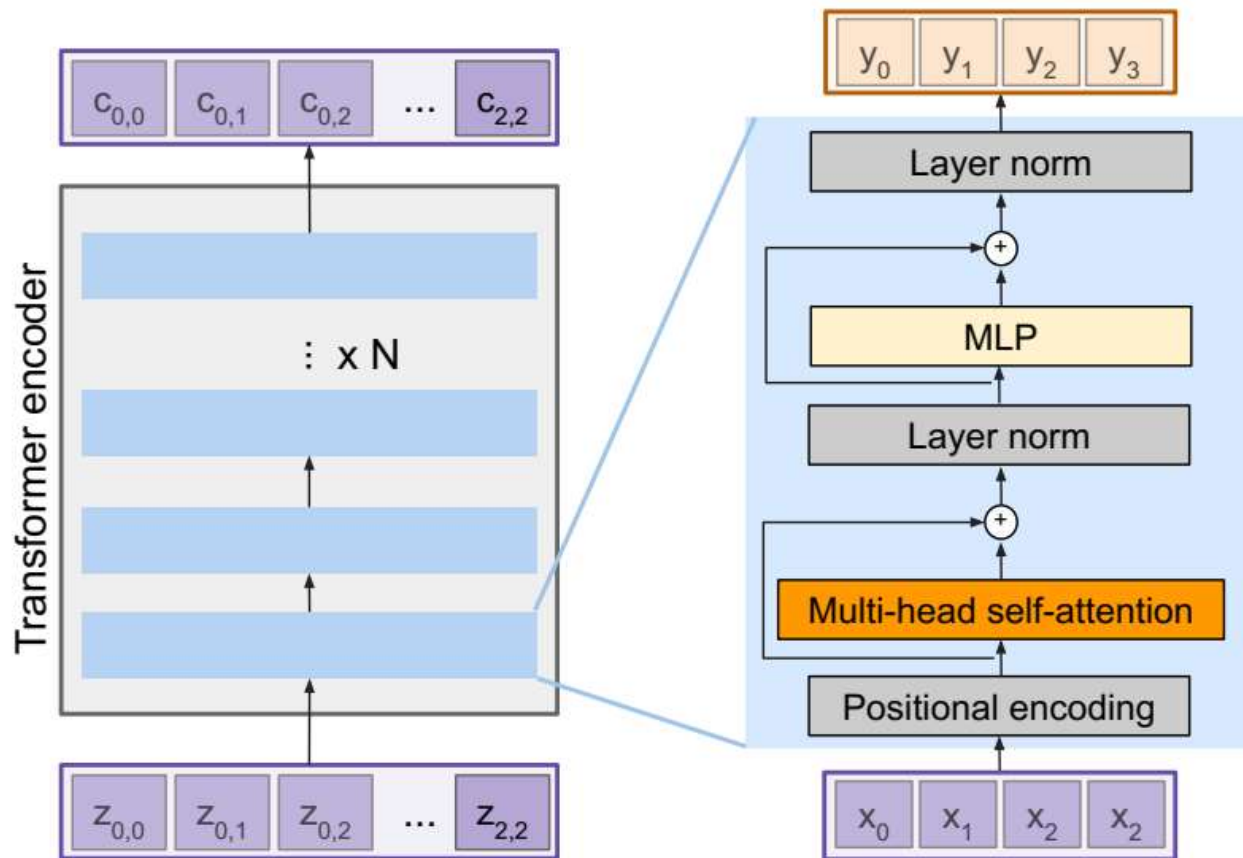 c0,0 c0,1 c0,2 ... c2,2
Transformer encoder
⋮ x N
z0,0 z0,1 z0,2 ... z2,2
y0 y1 y2 y3
Layer norm
+
MLP
Layer norm
+
Multi-head self-attention
Positional encoding
x0 x1 x2 x2